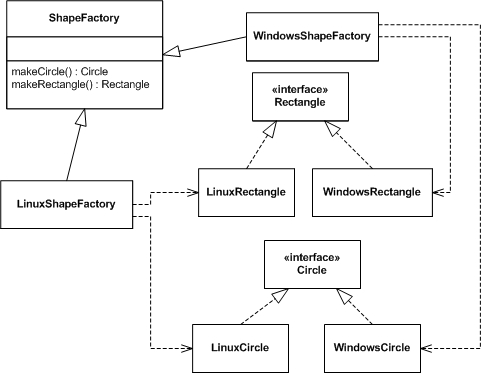 ShapeFactory
makeCircle() : Circle
makeRectangle() : Rectangle
WindowsShapeFactory
«interface»
Rectangle
LinuxShapeFactory
LinuxRectangle
WindowsRectangle
«interface»
Circle
LinuxCircle
WindowsCircle